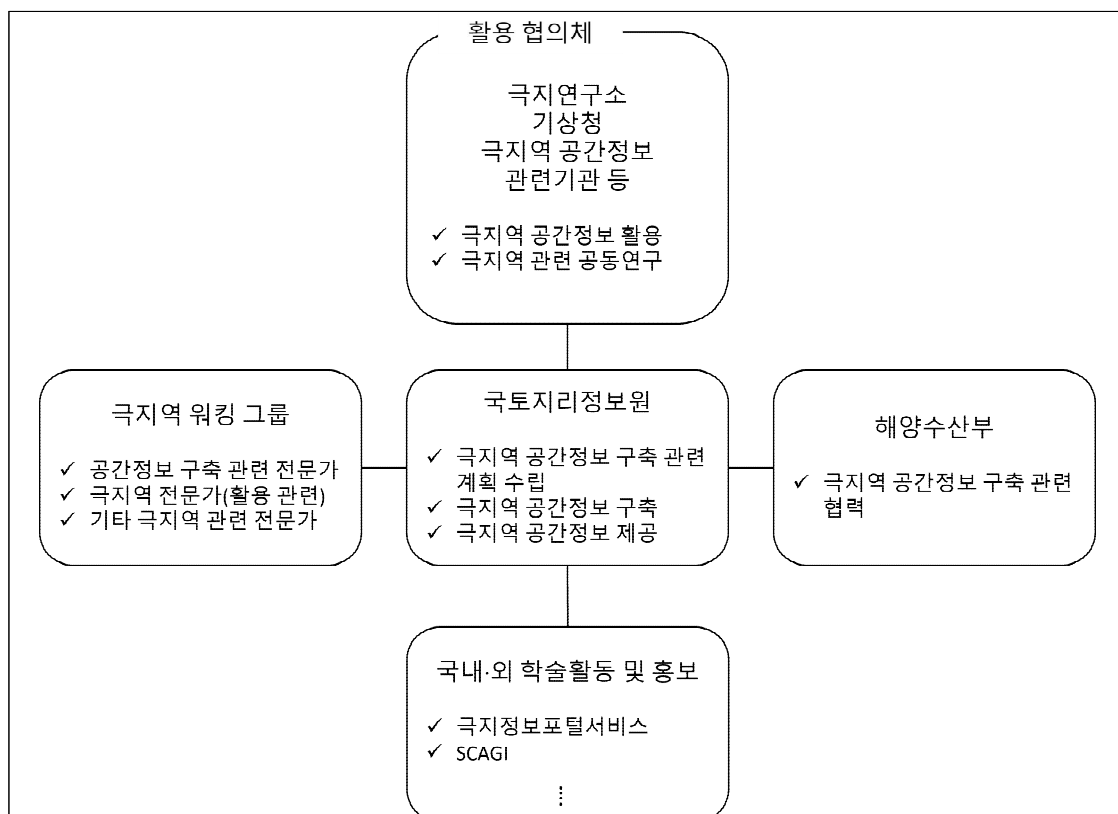 활용 협의체
극지연구소
기상청
극지역 공간정보
관련기관 등
✓ 극지역 공간정보 활용
✓ 극지역 관련 공동연구
극지역 워킹 그룹
✓ 공간정보 구축 관련 전문가
✓ 극지역 전문가(활용 관련)
✓ 기타 극지역 관련 전문가
국토지리정보원
✓ 극지역 공간정보 구축 관련
계획 수립
✓ 극지역 공간정보 구축
✓ 극지역 공간정보 제공
해양수산부
✓ 극지역 공간정보 구축 관련
협력
국내·외 학술활동 및 홍보
✓ 극지정보포털서비스
✓ SCAGI
⋮